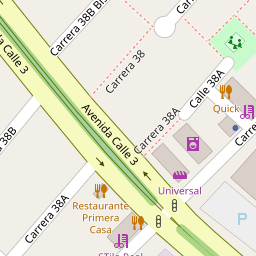 Carrera 38B Bis
Carrera 38
Calle 3
Calle 38A
Quick
Avenida Calle 3
Carrera 38A
Carrera 38B
Universal
Carrera 38A
Restaurante
Primera
Casa
P